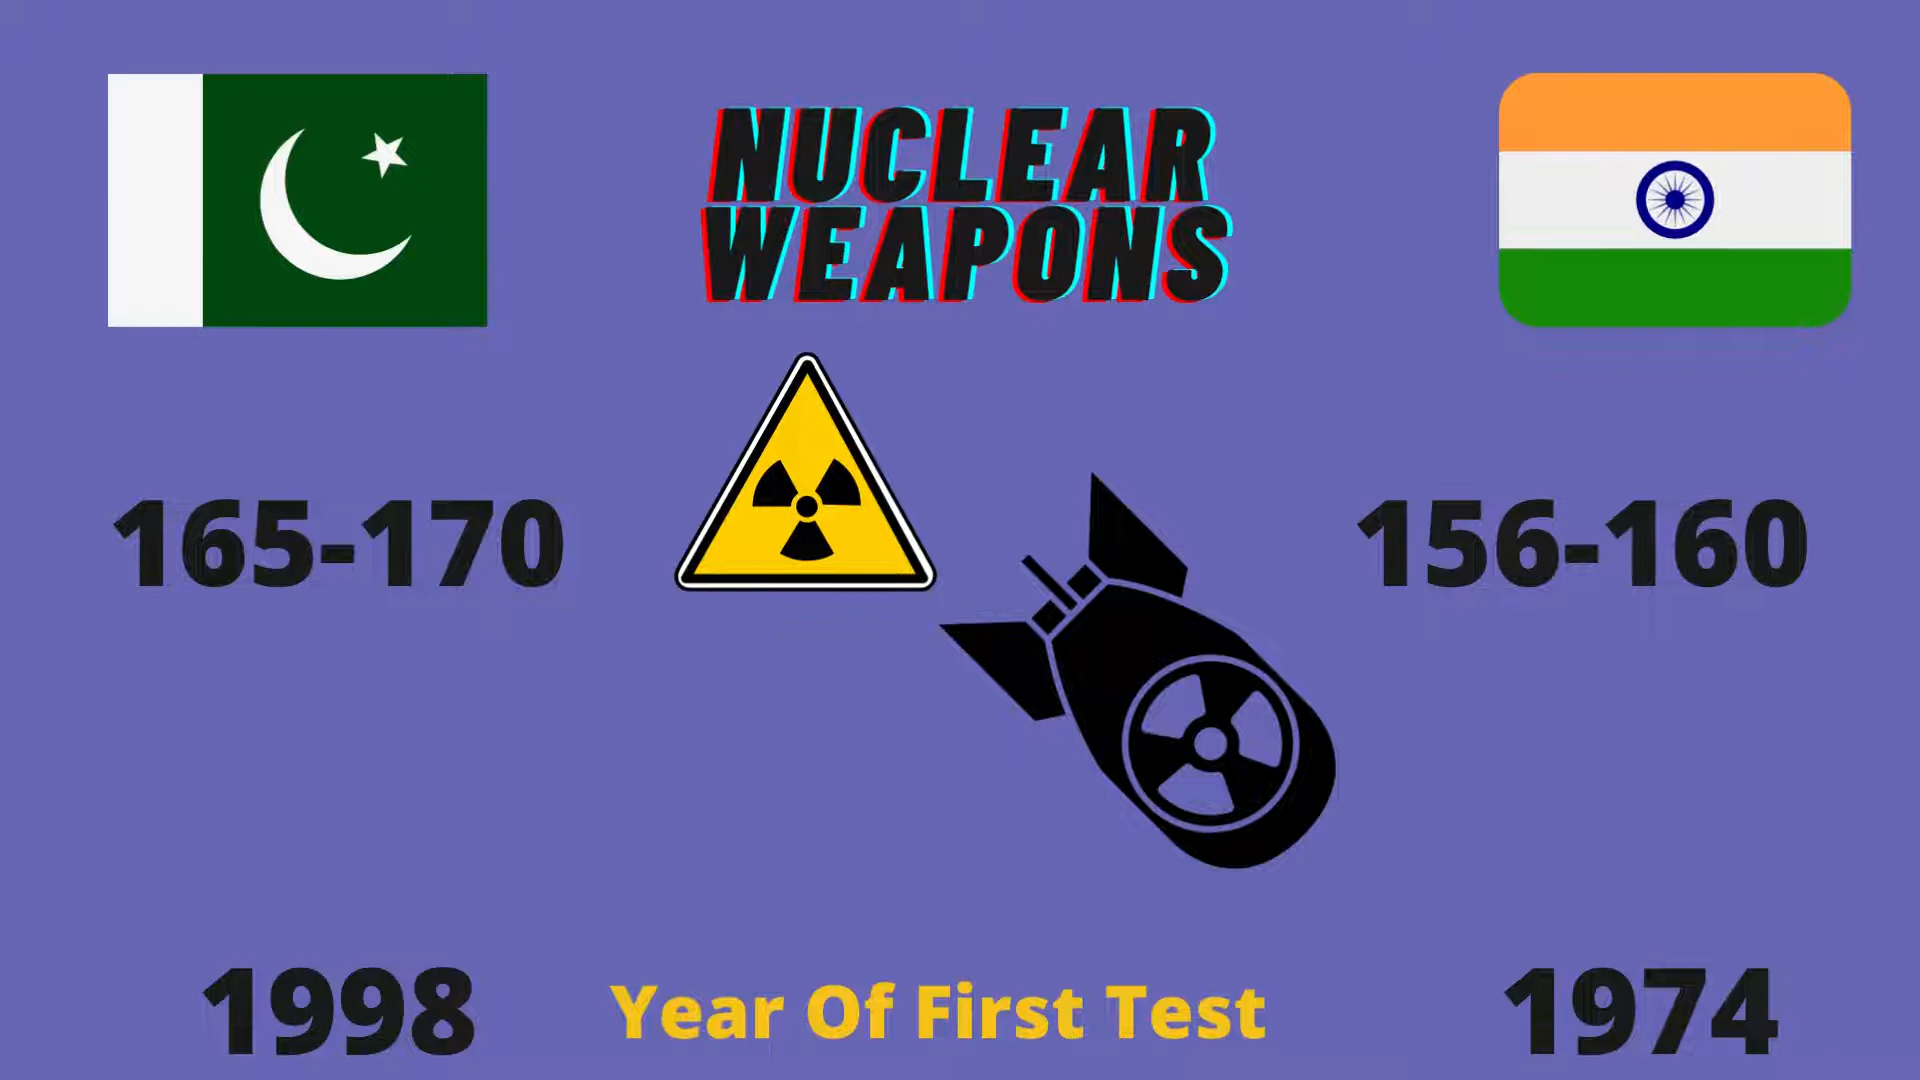 NUCLEAR
WEAPONS
165-170
156-160
1998
Year Of First Test
1974